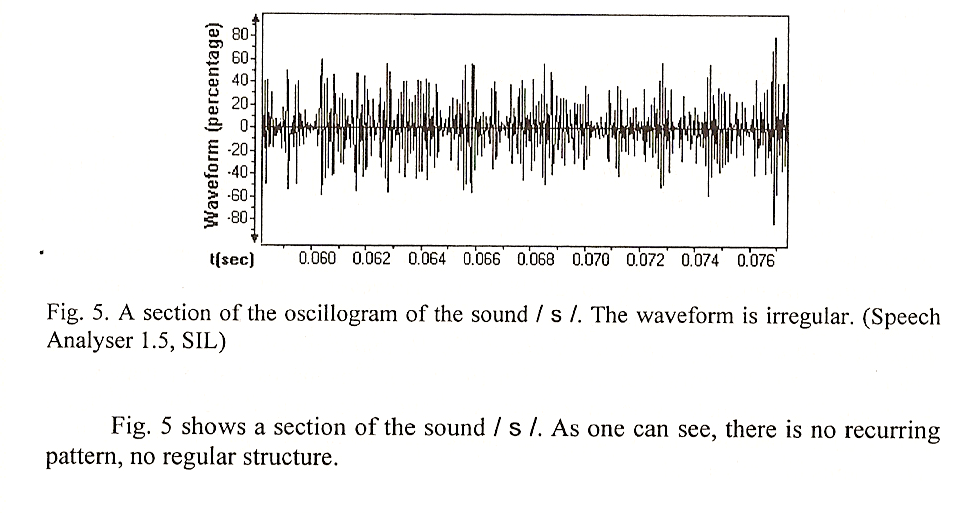 Waveform (percentage)
80
60
40
20
0
-20
-40
-60
-80
t(sec) 0.060 0.062 0.064 0.066 0.068 0.070 0.072 0.074 0.076
Fig. 5. A section of the oscillogram of the sound / s /. The waveform is irregular. (Speech
Analyser 1.5, SIL)
Fig. 5 shows a section of the sound / s /. As one can see, there is no recurring
pattern, no regular structure.